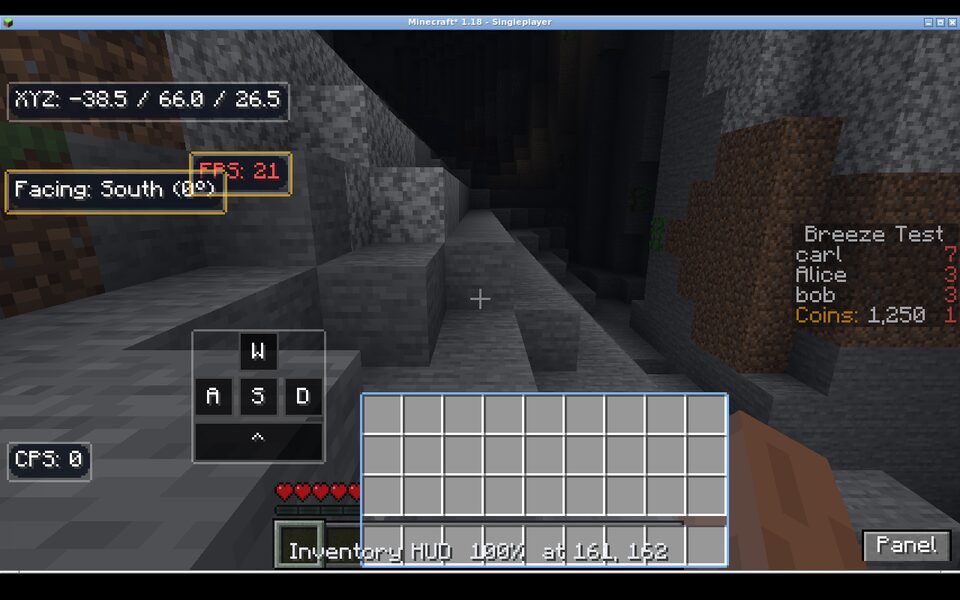 Minecraft* 1.18 - Singleplayer
XYZ: -38.5 / 66.0 / 26.5
FPS: 21
Facing: South (0º)
Breeze Test
carl 7
Alice 3
bob 3
Coins: 1,250 1
W
A S D
^
CPS: 0
Inventory HUD 100% at 161, 162
Panel